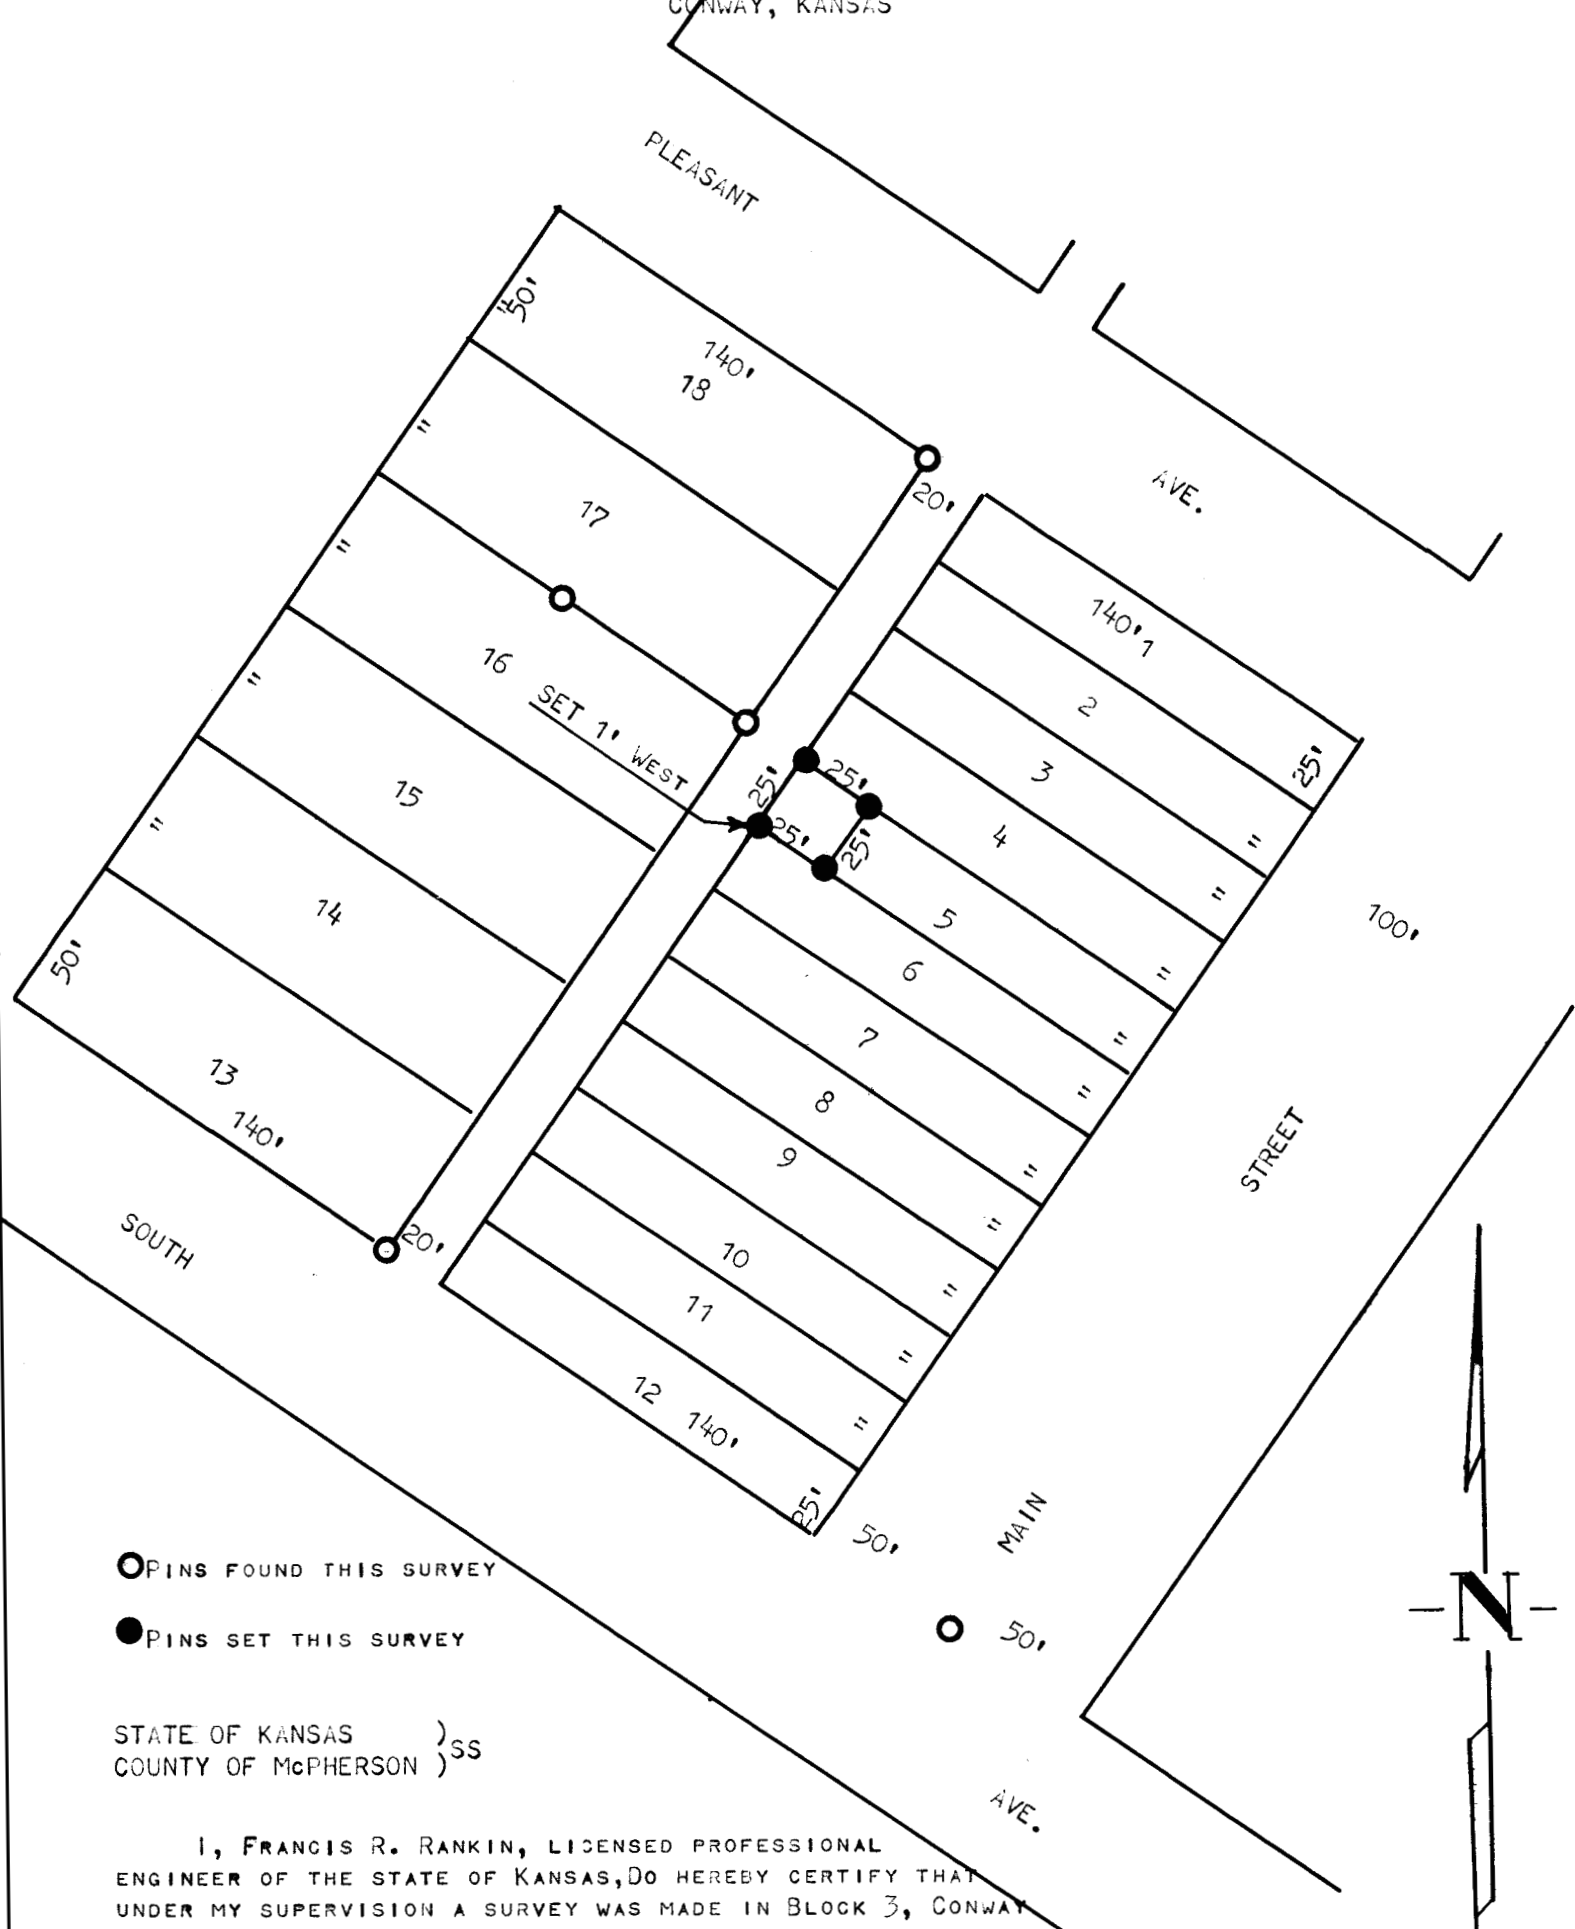 CONWAY, KANSAS
PLEASANT
50'
140'
18
"
17
20'
AVE.
"
140' 1
16
2
SET 1' WEST
25'
3
"
25'
25'
4
"
15
25'
25'
5
100'
"
"
14
6
"
50'
7
"
13
8
STREET
140'
9
"
SOUTH
20'
"
10
"
11
"
12
140'
"
25'
50'
MAIN
PINS FOUND THIS SURVEY
50'
N
PINS SET THIS SURVEY
STATE OF KANSAS )
SS
COUNTY OF McPHERSON )
AVE.
I, FRANCIS R. RANKIN, LICENSED PROFESSIONAL
ENGINEER OF THE STATE OF KANSAS, DO HEREBY CERTIFY THAT
UNDER MY SUPERVISION A SURVEY WAS MADE IN BLOCK 3, CONWAY